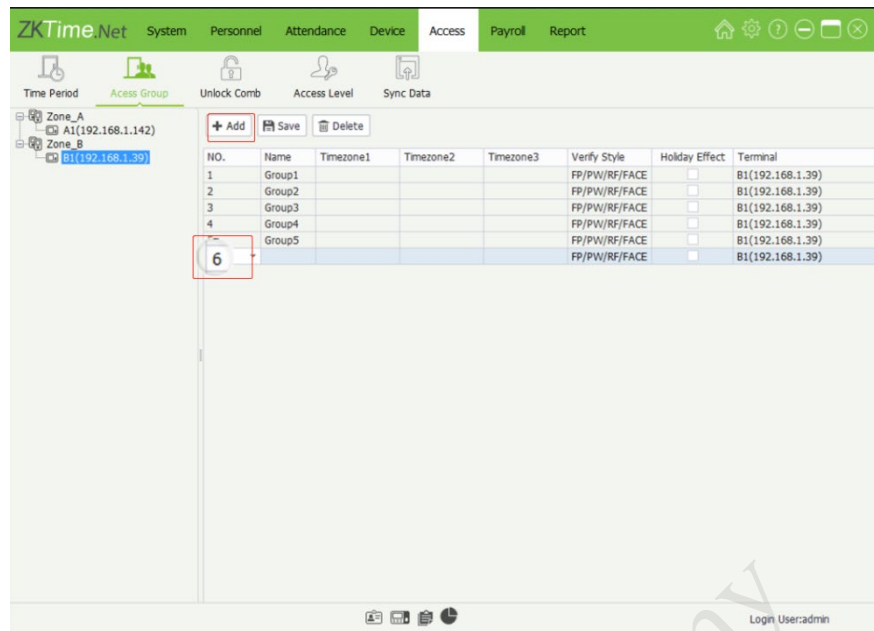 ZKTime.Net System Personnel Attendance Device Access Payroll Report
Time Period Acess Group Unlock Comb Access Level Sync Data
Zone_A
A1(192.168.1.142)
Zone_B
B1(192.168.1.39)
+ Add Save Delete
NO. Name Timezone1 Timezone2 Timezone3 Verify Style Holiday Effect Terminal
1 Group1 FP/PW/RF/FACE B1(192.168.1.39)
2 Group2 FP/PW/RF/FACE B1(192.168.1.39)
3 Group3 FP/PW/RF/FACE B1(192.168.1.39)
4 Group4 FP/PW/RF/FACE B1(192.168.1.39)
Group5 FP/PW/RF/FACE B1(192.168.1.39)
6 FP/PW/RF/FACE B1(192.168.1.39)
Login User:admin